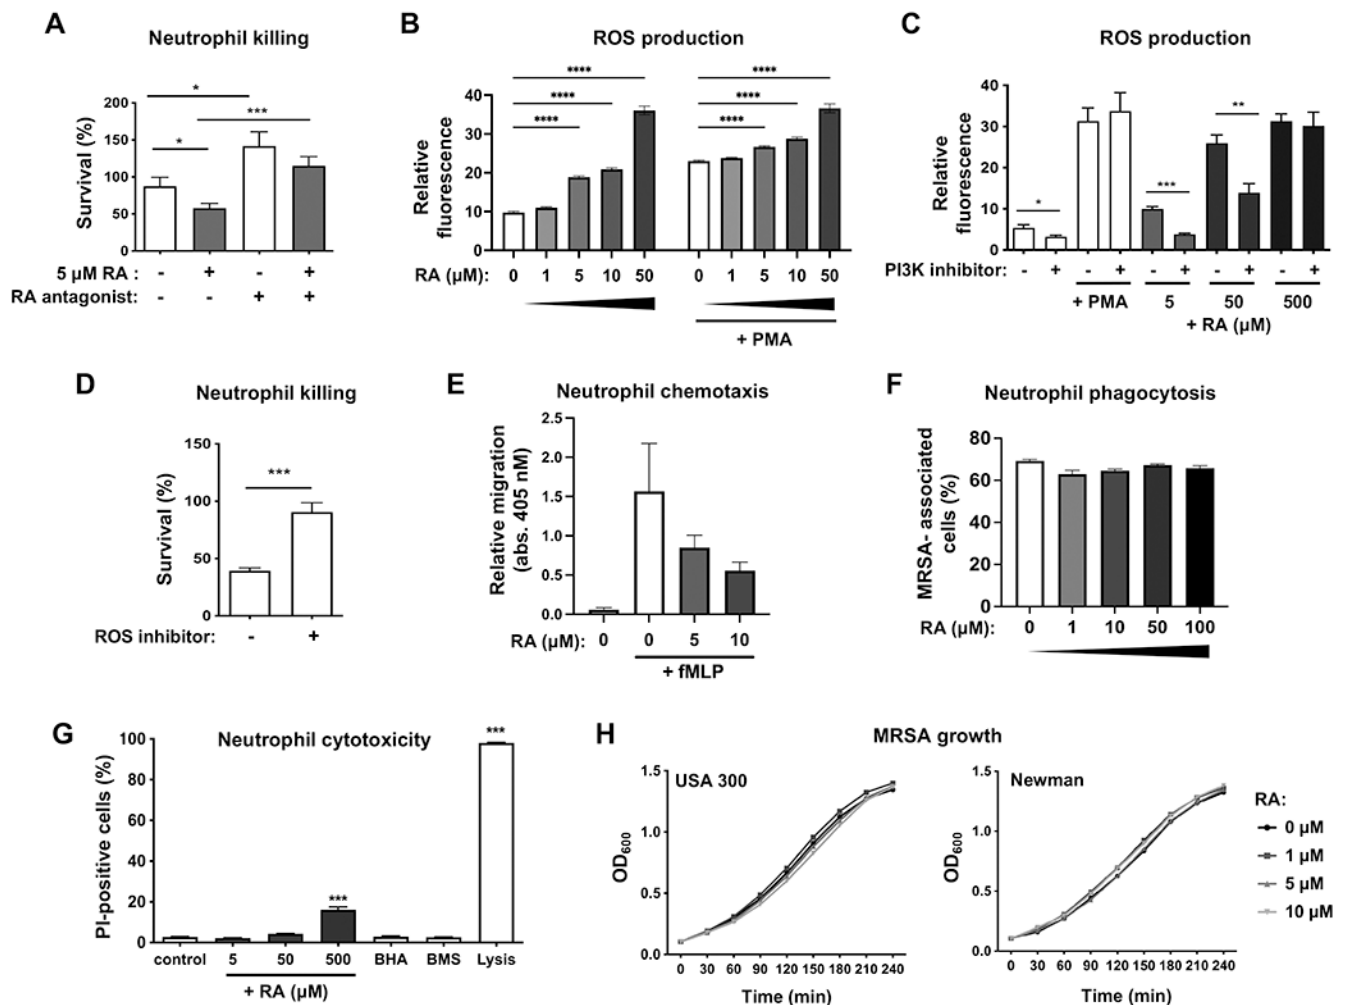 A
Neutrophil killing
Survival (%)
200
150
100
50
0
*
*
***
5 µM RA : - + - +
RA antagonist: - - + +
B
ROS production
Relative
fluorescence
40
30
20
10
0
****
****
****
****
****
****
RA (µM): 0 1 5 10 50 0 1 5 10 50
+ PMA
C
ROS production
Relative
fluorescence
40
30
20
10
0
*
***
**
PI3K inhibitor: - + - + - + - + - +
+ PMA 5 50 500
+ RA (µM)
D
Neutrophil killing
Survival (%)
150
100
50
0
***
ROS inhibitor: - +
E
Neutrophil chemotaxis
Relative migration
(abs. 405 nM)
2.5
2.0
1.5
1.0
0.5
0.0
RA (µM): 0 0 5 10
+ fMLP
F
Neutrophil phagocytosis
MRSA- associated
cells (%)
80
60
40
20
0
RA (µM): 0 1 10 50 100
G
Neutrophil cytotoxicity
PI-positive cells (%)
100
80
60
40
20
0
***
***
control 5 50 500 BHA BMS Lysis
+ RA (µM)
H
MRSA growth
USA 300
OD600
1.5
1.0
0.5
0.0
0 30 60 90 120 150 180 210 240
Time (min)
Newman
OD600
1.5
1.0
0.5
0.0
0 30 60 90 120 150 180 210 240
Time (min)
RA:
0 µM
1 µM
5 µM
10 µM